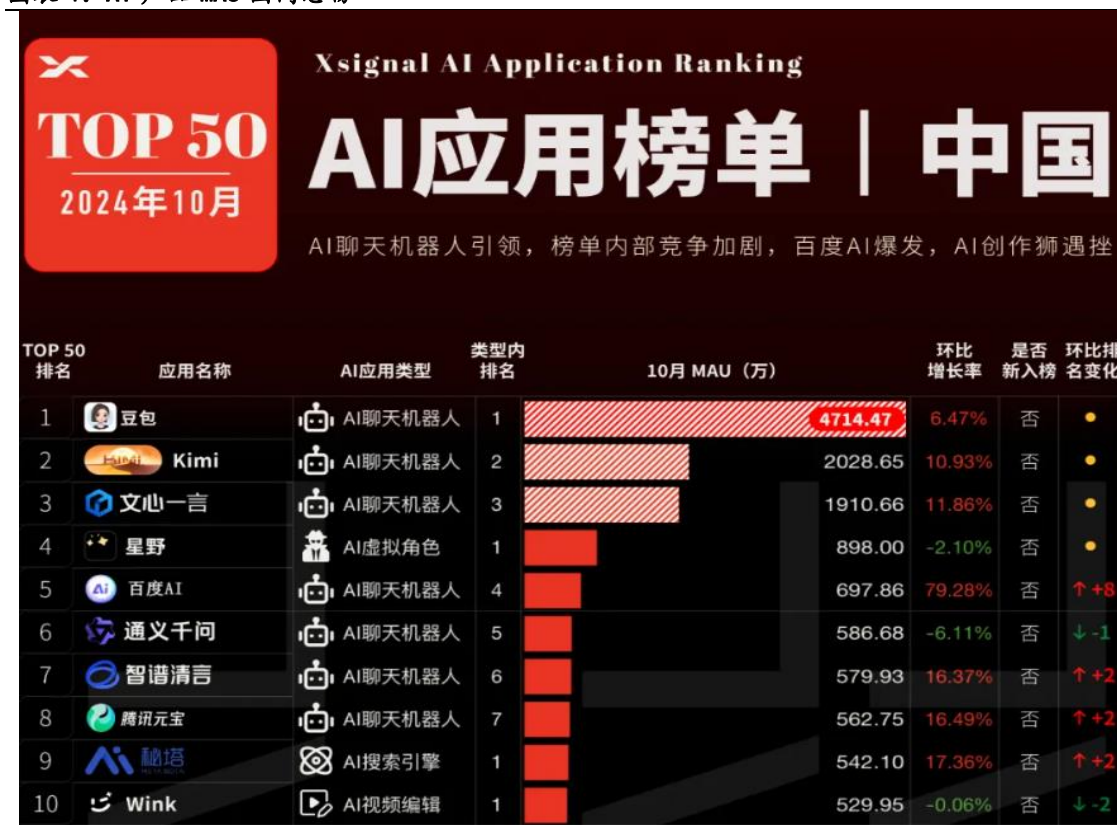 Xsignal AI Application Ranking
TOP 50
2024年10月
AI应用榜单｜中国
AI聊天机器人引领，榜单内部竞争加剧，百度AI爆发，AI创作狮遇挫
TOP 50 排名 应用名称 AI应用类型 类型内排名 10月 MAU（万） 环比增长率 是否新入榜 环比排名变化
1 豆包 AI聊天机器人 1 4714.47 6.47% 否
2 Kimi Kimi AI聊天机器人 2 2028.65 10.93% 否
3 文心一言 AI聊天机器人 3 1910.66 11.86% 否
4 星野 AI虚拟角色 1 898.00 -2.10% 否
5 Ai 百度AI AI聊天机器人 4 697.86 79.28% 否 ↑ +8
6 通义千问 AI聊天机器人 5 586.68 -6.11% 否 ↓ -1
7 智谱清言 AI聊天机器人 6 579.93 16.37% 否 ↑ +2
8 腾讯元宝 AI聊天机器人 7 562.75 16.49% 否 ↑ +2
9 秘塔 AI搜索引擎 1 542.10 17.36% 否 ↑ +2
10 Wink AI视频编辑 1 529.95 -0.06% 否 ↓ -2